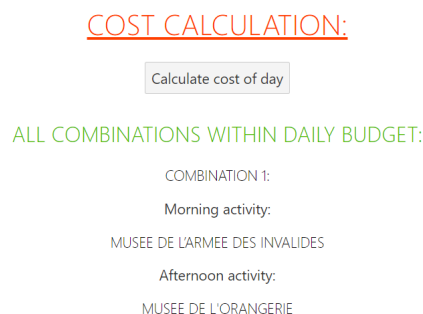 COST CALCULATION:
Calculate cost of day
ALL COMBINATIONS WITHIN DAILY BUDGET:
COMBINATION 1:
Morning activity:
MUSEE DE L'ARMEE DES INVALIDES
Afternoon activity:
MUSEE DE L'ORANGERIE